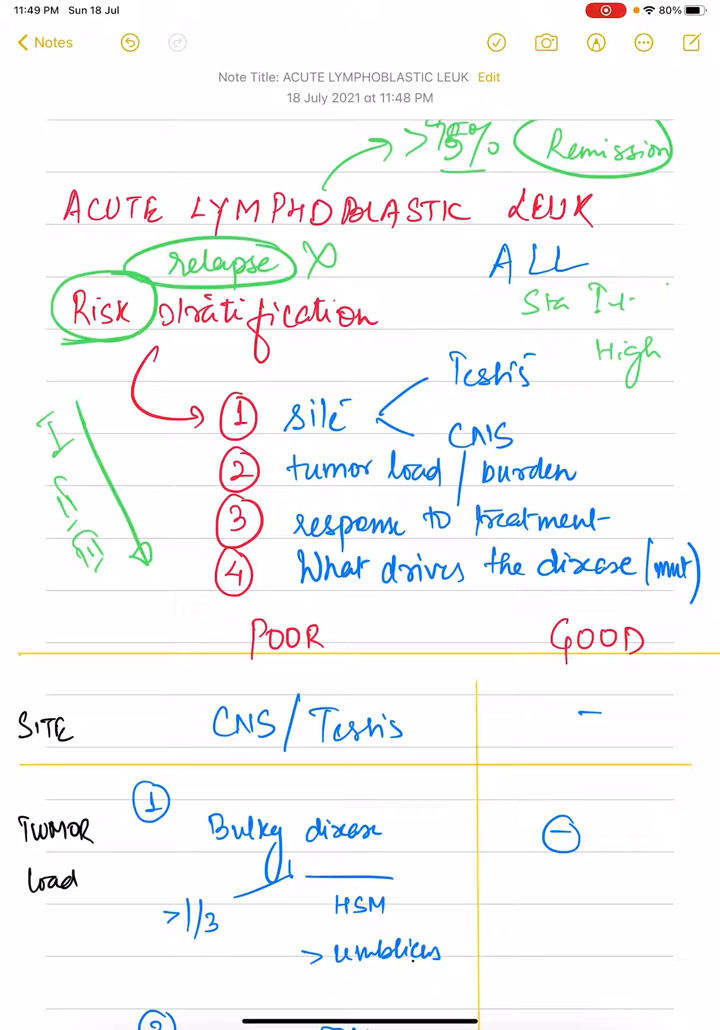 11:49 PM Sun 18 Jul
80%
Notes
Note Title: ACUTE LYMPHOBLASTIC LEUK Edit
18 July 2021 at 11:48 PM
Remission
ACUTE LYMPHOBLASTIC LEUK
relapse X ALL
Risk stratification
High
Testis
1 site
CNS
2 tumor load / burden
3 response to treatment
4 What drives the disease (mut)
POOR GOOD
SITE CNS / Testis -
1
TUMOR Bulky disease -
Load
>1/3 HSM
> umblicus
2